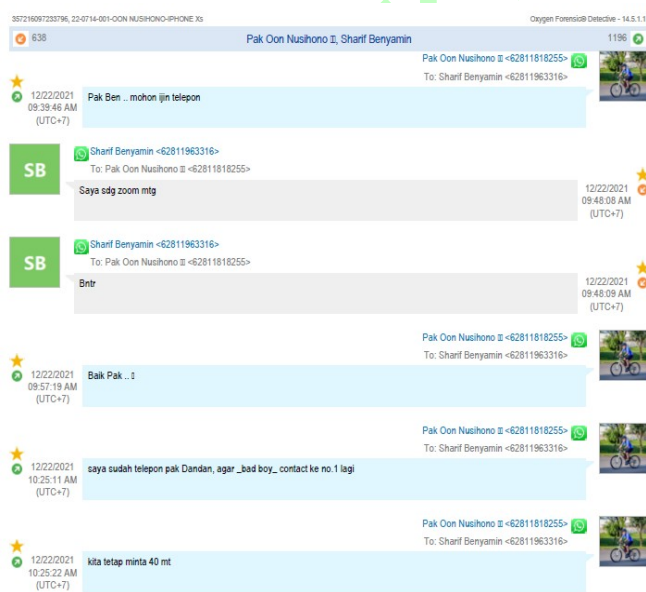 357216097233796, 22-0714-001-OON NUSIHONO-IPHONE Xs
Oxygen Forensic® Detective - 14.5.1.1
638
Pak Oon Nusihono ▯, Sharif Benyamin
1196
Pak Oon Nusihono ▯ <62811818255>
To: Sharif Benyamin <62811963316>
12/22/2021
09:39:46 AM
(UTC+7)
Pak Ben .. mohon ijin telepon
SB
Sharif Benyamin <62811963316>
To: Pak Oon Nusihono ▯ <62811818255>
Saya sdg zoom mtg
12/22/2021
09:48:08 AM
(UTC+7)
SB
Sharif Benyamin <62811963316>
To: Pak Oon Nusihono ▯ <62811818255>
Bntr
12/22/2021
09:48:09 AM
(UTC+7)
Pak Oon Nusihono ▯ <62811818255>
To: Sharif Benyamin <62811963316>
12/22/2021
09:57:19 AM
(UTC+7)
Baik Pak .. ▯
Pak Oon Nusihono ▯ <62811818255>
To: Sharif Benyamin <62811963316>
12/22/2021
10:25:11 AM
(UTC+7)
saya sudah telepon pak Dandan, agar _bad boy_ contact ke no.1 lagi
Pak Oon Nusihono ▯ <62811818255>
To: Sharif Benyamin <62811963316>
12/22/2021
10:25:22 AM
(UTC+7)
kita tetap minta 40 mt